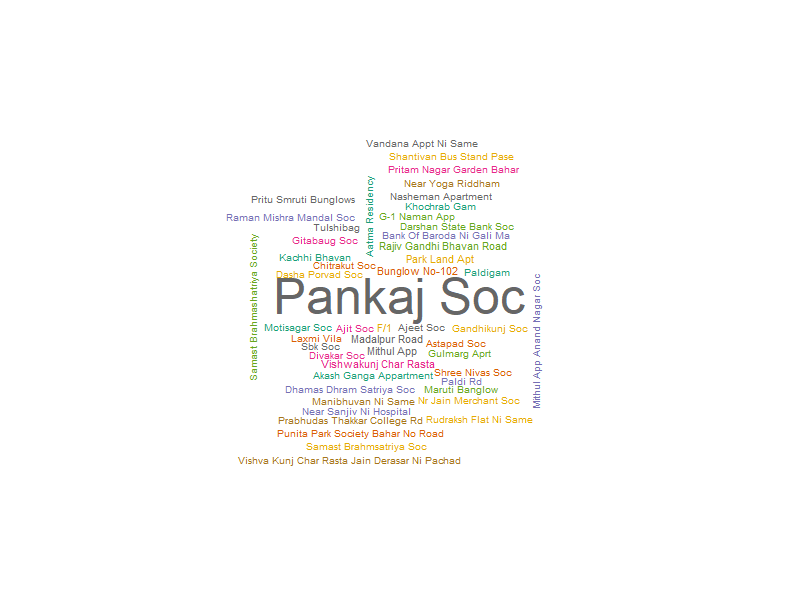 Vandana Appt Ni Same
Shantivan Bus Stand Pase
Pritam Nagar Garden Bahar
Near Yoga Riddham
Aatma Residency
Nasheman Apartment
Pritu Smruti Bunglows
Khochrab Gam
Raman Mishra Mandal Soc
G-1 Naman App
Tulshibag
Darshan State Bank Soc
Bank Of Baroda Ni Gali Ma
Gitabaug Soc
Rajiv Gandhi Bhavan Road
Samast Brahmashatriya Society
Kachhi Bhavan
Park Land Apt
Chitrakut Soc
Bunglow No-102
Paldigam
Dasha Porvad Soc
Pankaj Soc
Mithul App Anand Nagar Soc
Motisagar Soc
Ajit Soc
F/1
Ajeet Soc
Gandhikunj Soc
Laxmi Vila
Madalpur Road
Sbk Soc
Astapad Soc
Divakar Soc
Mithul App
Gulmarg Aprt
Vishwakunj Char Rasta
Shree Nivas Soc
Akash Ganga Appartment
Paldi Rd
Dhamas Dhram Satriya Soc
Maruti Banglow
Manibhuvan Ni Same
Nr Jain Merchant Soc
Near Sanjiv Ni Hospital
Prabhudas Thakkar College Rd
Rudraksh Flat Ni Same
Punita Park Society Bahar No Road
Samast Brahmsatriya Soc
Vishva Kunj Char Rasta Jain Derasar Ni Pachad